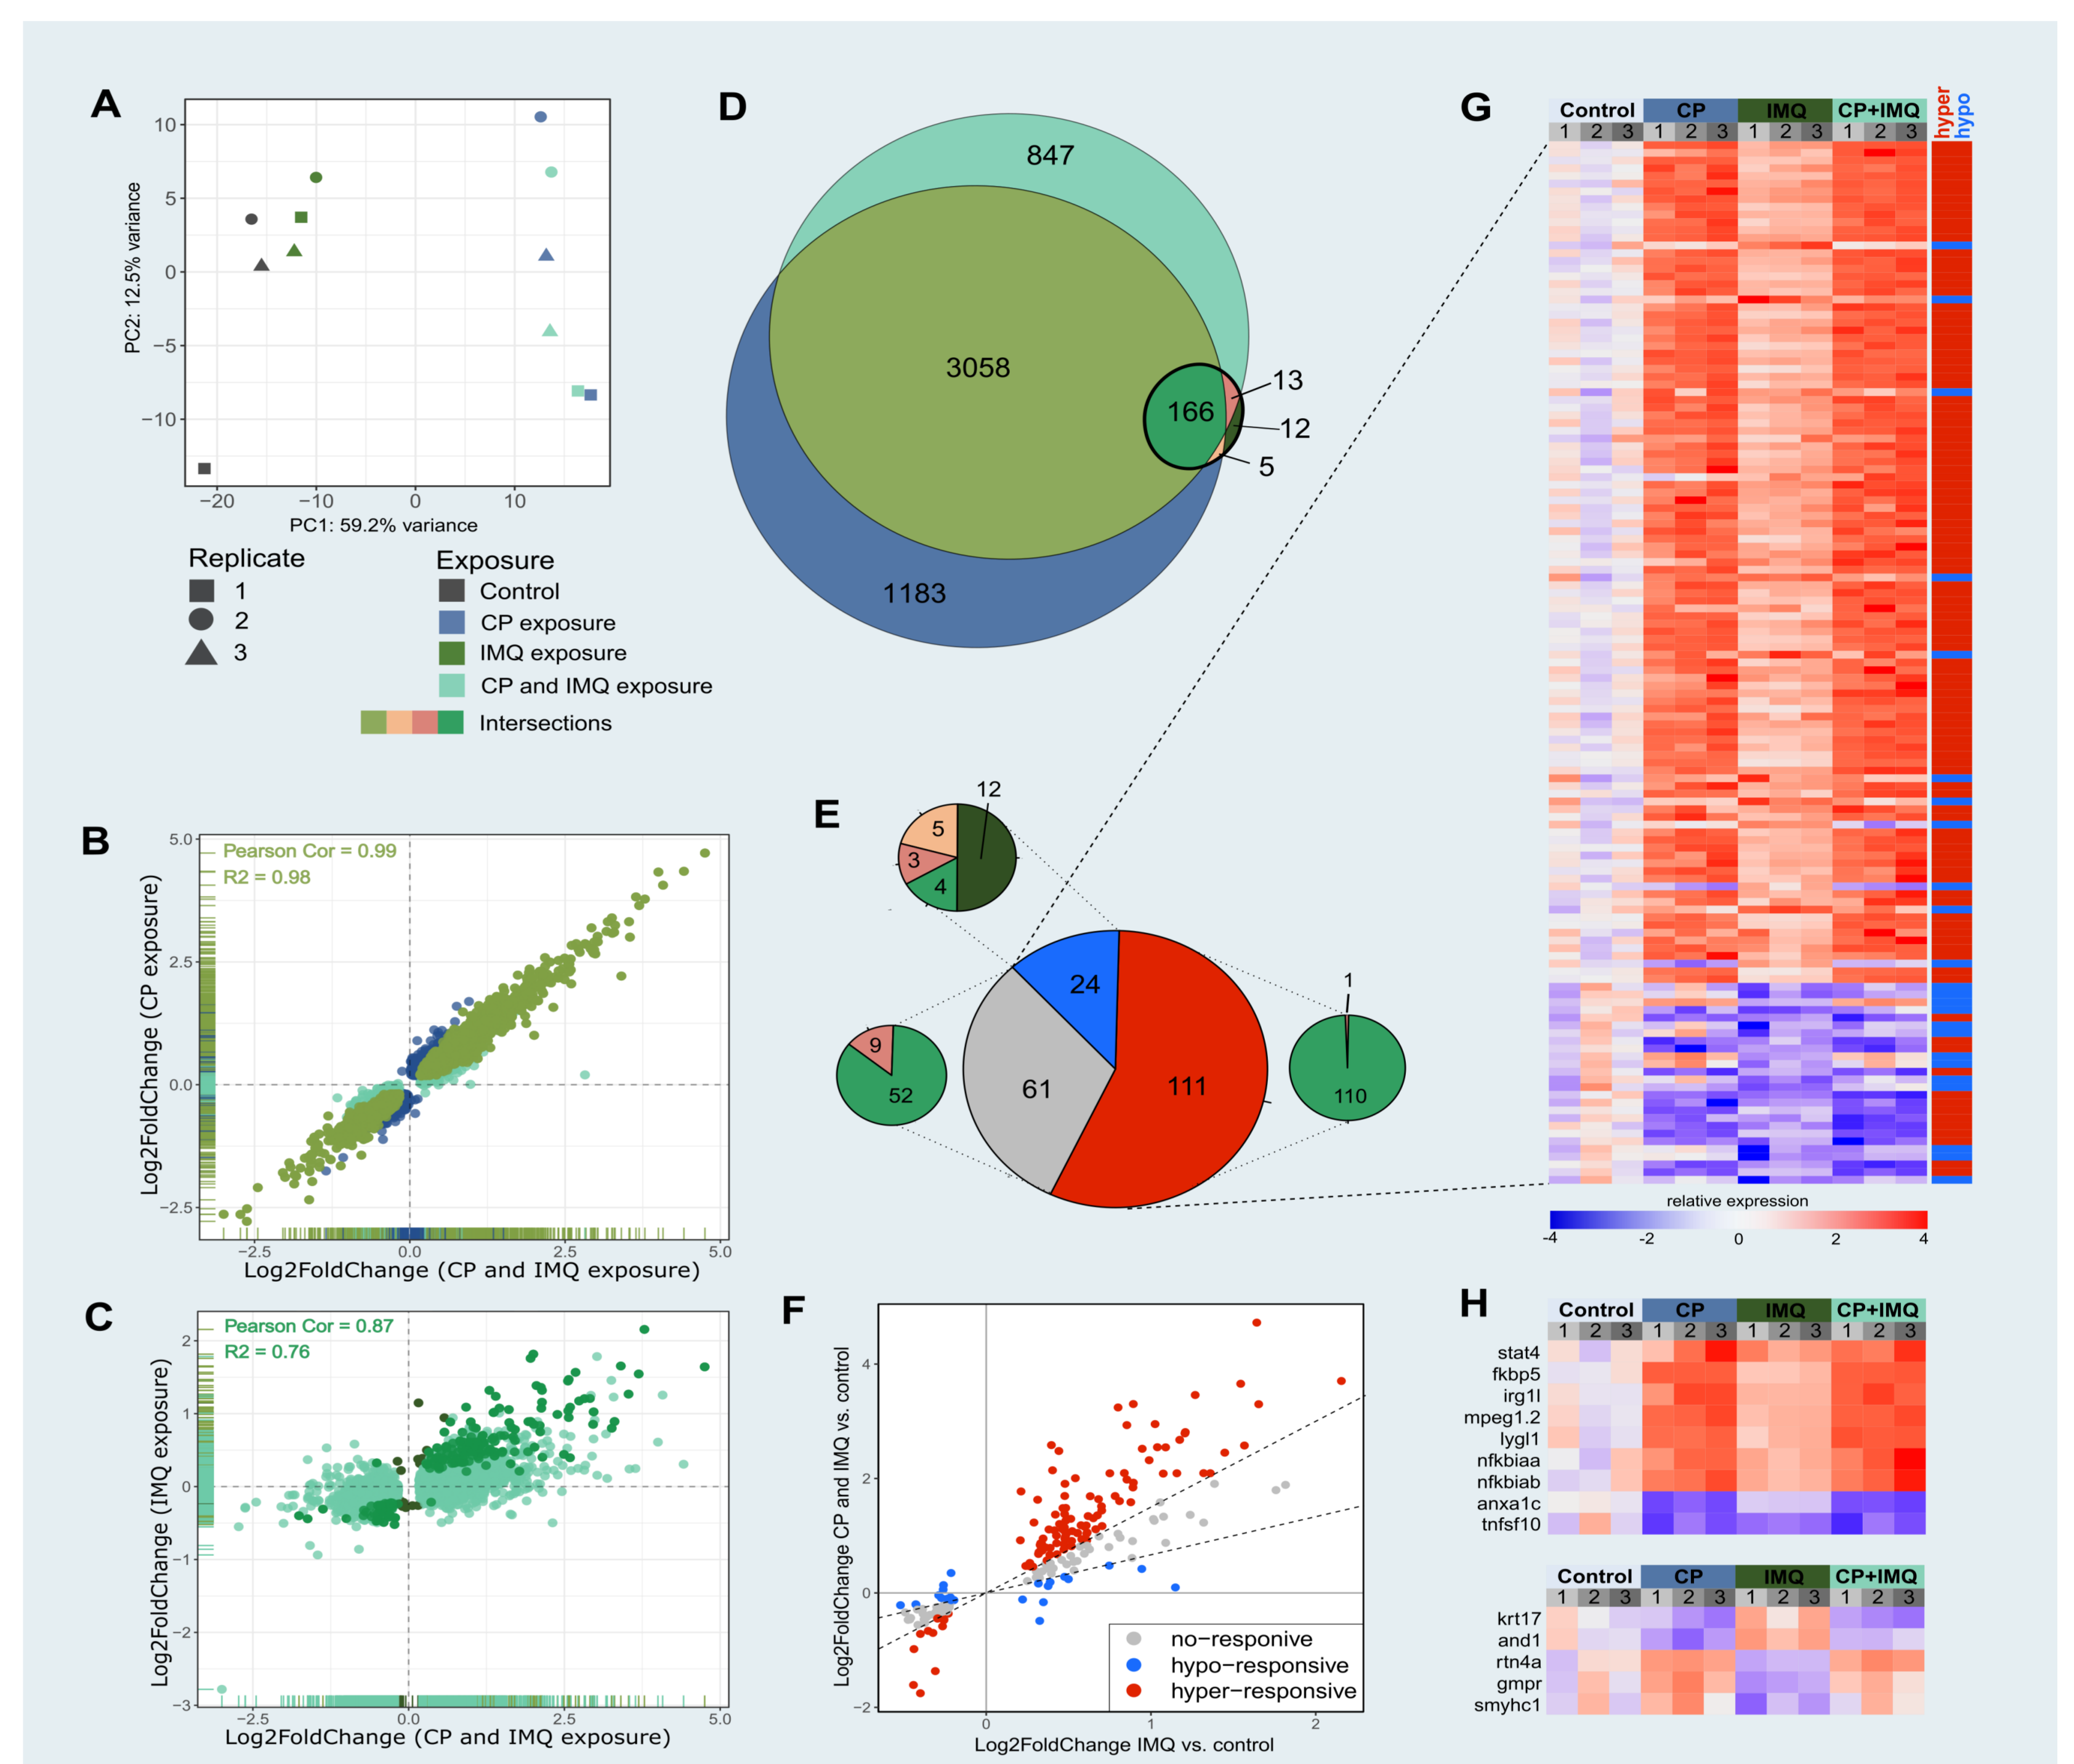 A
10
5
0
−5
−10
−20
−10
0
10
PC2: 12.5% variance
PC1: 59.2% variance
Replicate
1
2
3
Exposure
Control
CP exposure
IMQ exposure
CP and IMQ exposure
Intersections
B
Pearson Cor = 0.99
R2 = 0.98
5.0
2.5
0.0
−2.5
−2.5
0.0
2.5
5.0
Log2FoldChange (CP exposure)
Log2FoldChange (CP and IMQ exposure)
C
Pearson Cor = 0.87
R2 = 0.76
2
1
0
−1
−2
−3
−2.5
0.0
2.5
5.0
Log2FoldChange (IMQ exposure)
Log2FoldChange (CP and IMQ exposure)
D
847
3058
166
13
12
5
1183
E
12
5
3
4
24
111
61
9
52
1
110
F
4
2
0
−2
0
1
2
Log2FoldChange CP and IMQ vs. control
Log2FoldChange IMQ vs. control
no−responive
hypo−responsive
hyper−responsive
G
Control CP IMQ CP+IMQ
1 2 3 1 2 3 1 2 3 1 2 3
hyper
hypo
relative expression
-4 -2 0 2 4
H
Control CP IMQ CP+IMQ
1 2 3 1 2 3 1 2 3 1 2 3
stat4
fkbp5
irg1l
mpeg1.2
lygl1
nfkbiaa
nfkbiab
anxa1c
tnfsf10
Control CP IMQ CP+IMQ
1 2 3 1 2 3 1 2 3 1 2 3
krt17
and1
rtn4a
gmpr
smyhc1